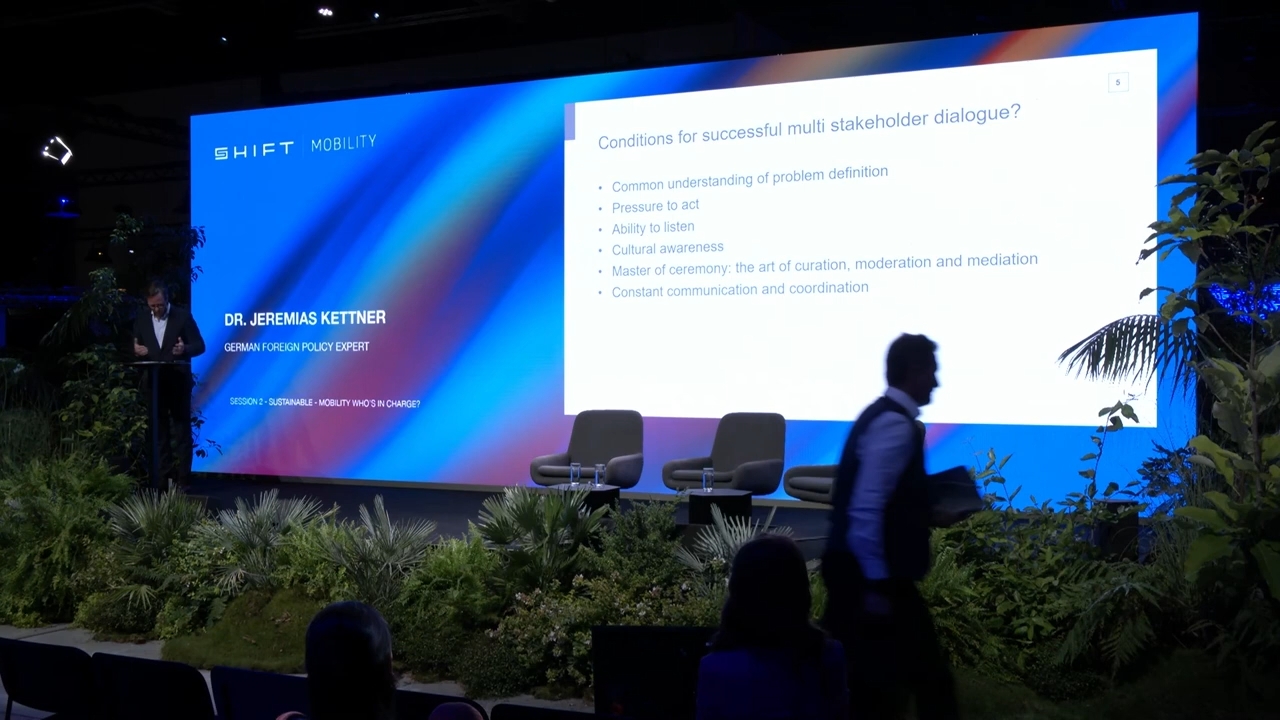 SHIFT | MOBILITY
DR. JEREMIAS KETTNER
GERMAN FOREIGN POLICY EXPERT
SESSION 2 - SUSTAINABLE - MOBILITY WHO'S IN CHARGE?
5
Conditions for successful multi stakeholder dialogue?
• Common understanding of problem definition
• Pressure to act
• Ability to listen
• Cultural awareness
• Master of ceremony: the art of curation, moderation and mediation
• Constant communication and coordination